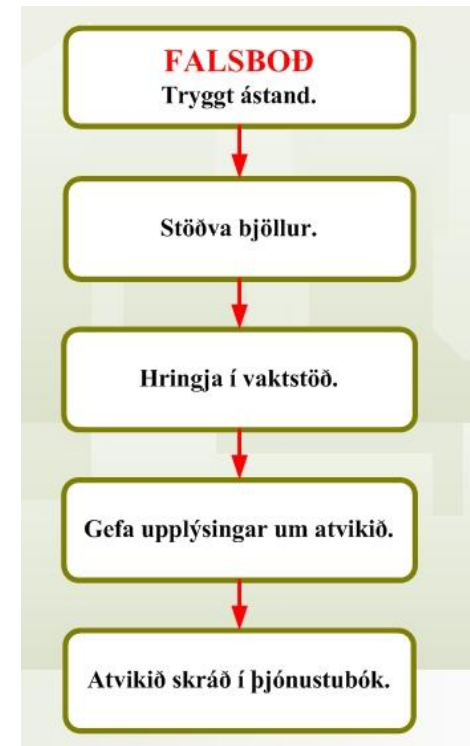 FALSBOÐ
Tryggt ástand.
Stöðva bjöllur.
Hringja í vaktstöð.
Gefa upplýsingar um atvikið.
Atvikið skráð í þjónustubók.